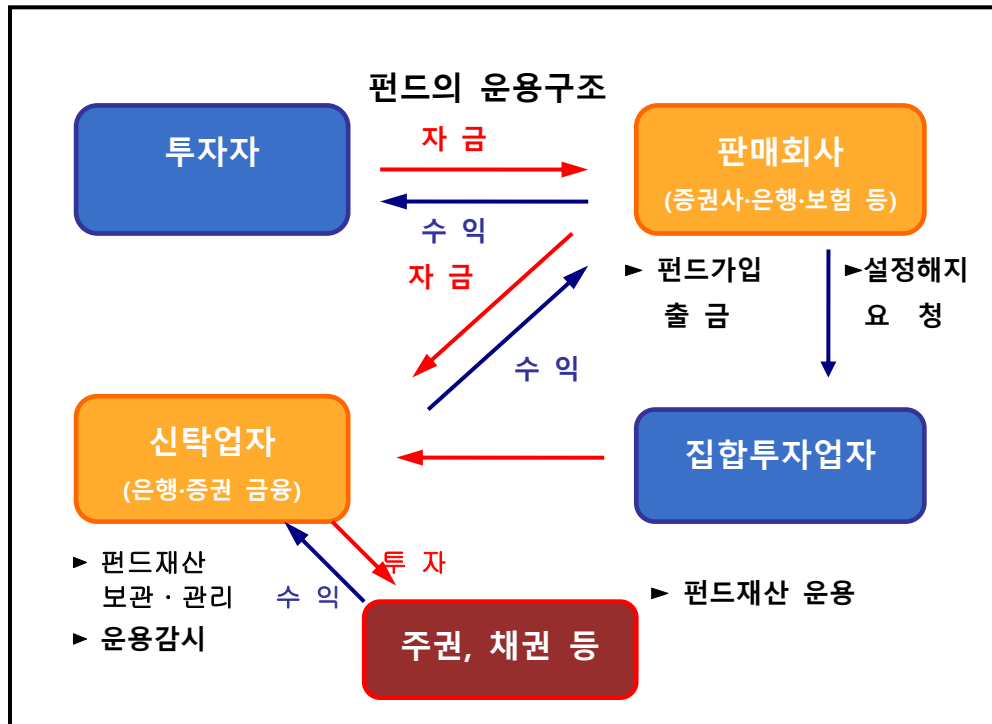 펀드의 운용구조
투자자
자 금
수 익
판매회사
(증권사·은행·보험 등)
자 금
수 익
► 펀드가입
출 금
►설정해지
요 청
신탁업자
(은행·증권 금융)
집합투자업자
► 펀드재산
보관 · 관리
► 운용감시
수 익
투 자
주권, 채권 등
► 펀드재산 운용